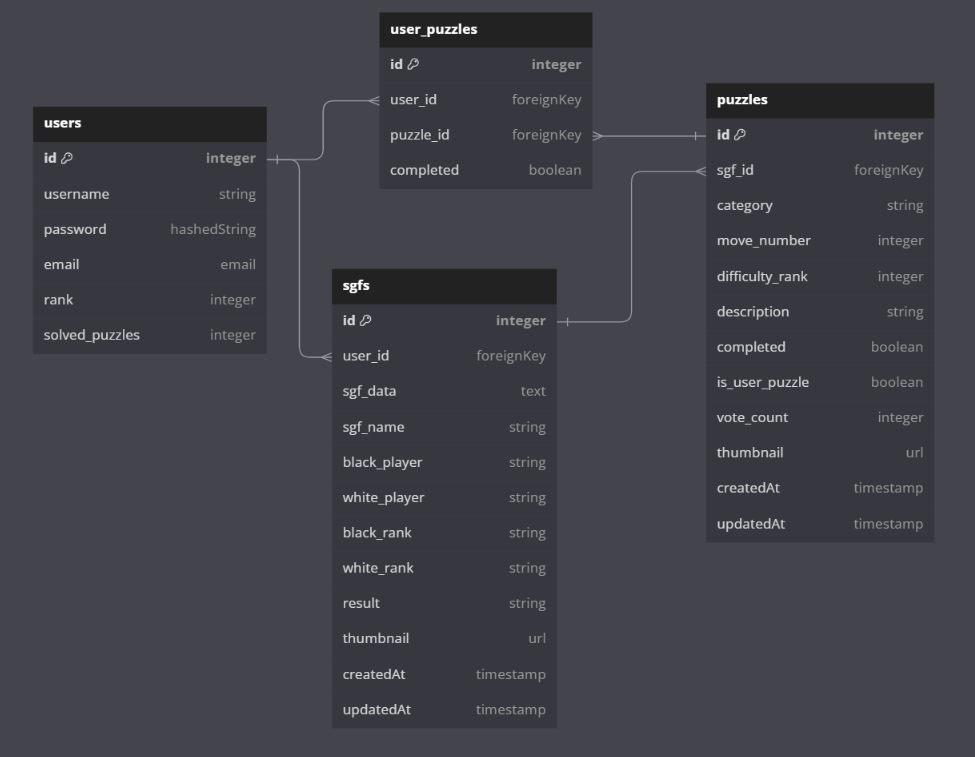 user_puzzles
id integer
user_id foreignKey
puzzle_id foreignKey
completed boolean
users
id integer
username string
password hashedString
email email
rank integer
solved_puzzles integer
puzzles
id integer
sgf_id foreignKey
category string
move_number integer
difficulty_rank integer
description string
completed boolean
is_user_puzzle boolean
vote_count integer
thumbnail url
createdAt timestamp
updatedAt timestamp
sgfs
id integer
user_id foreignKey
sgf_data text
sgf_name string
black_player string
white_player string
black_rank string
white_rank string
result string
thumbnail url
createdAt timestamp
updatedAt timestamp